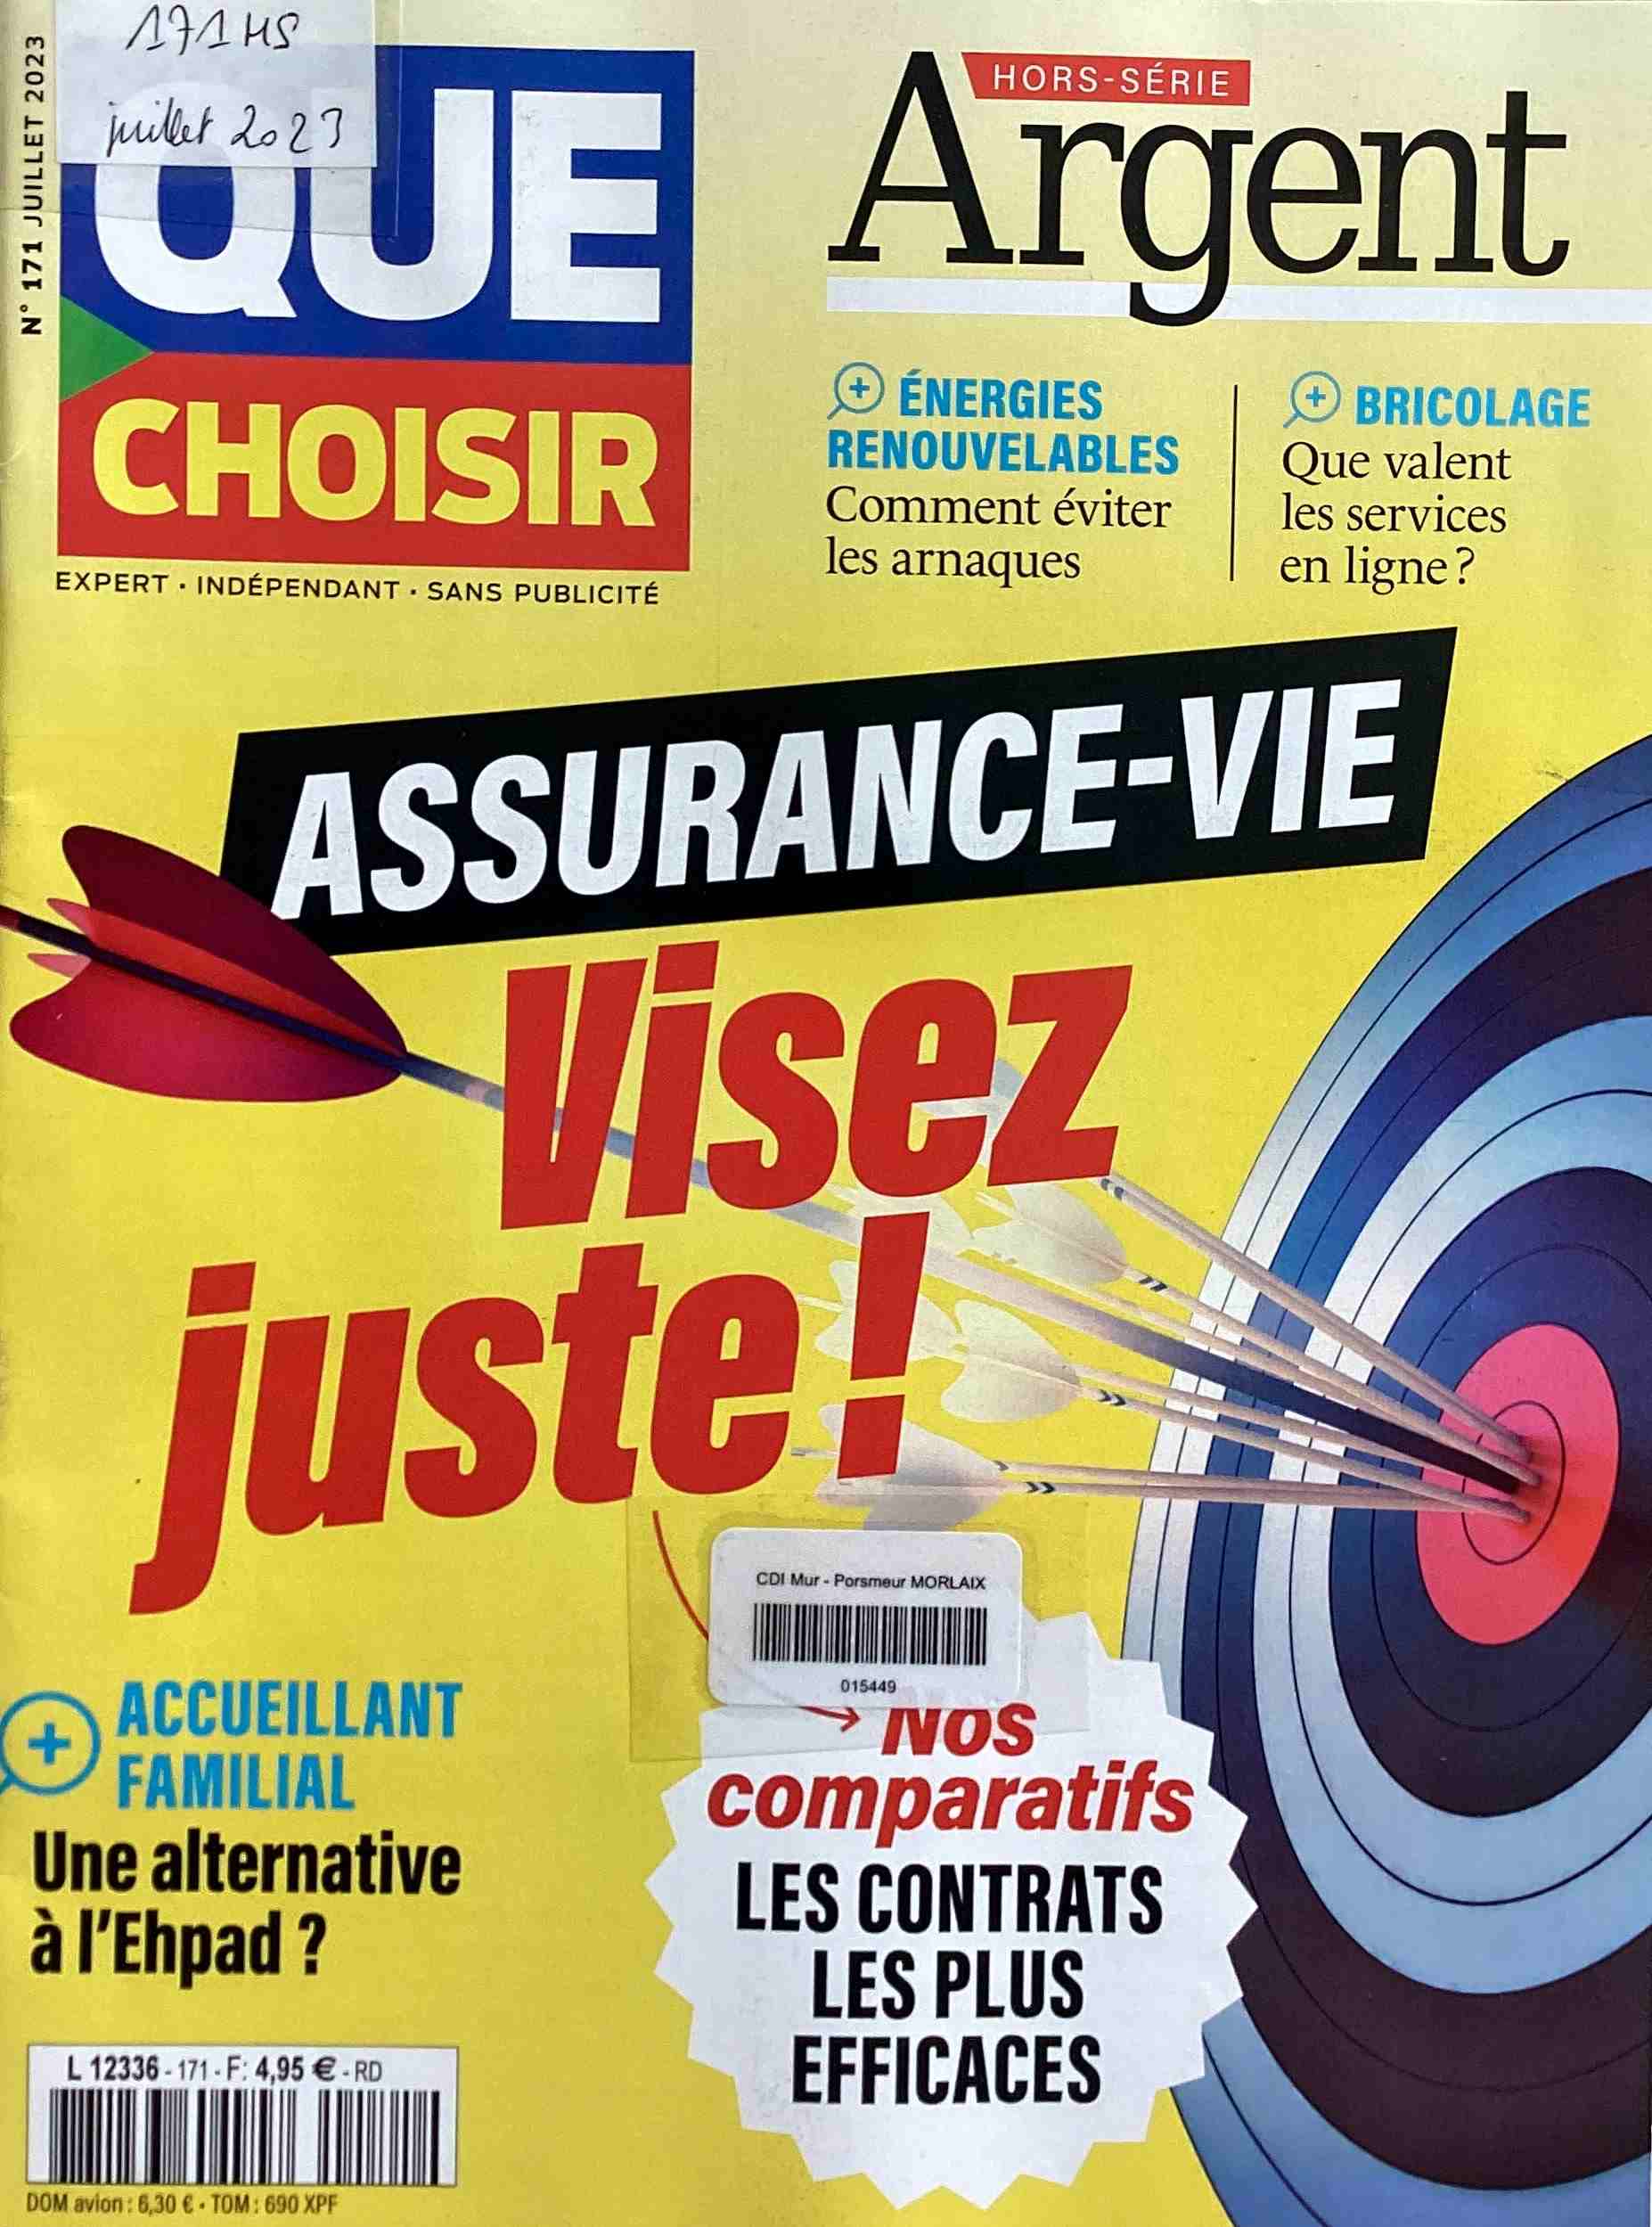 171 HS
juillet 2023
N° 171 JUILLET 2023
QUE
CHOISIR
EXPERT · INDÉPENDANT · SANS PUBLICITÉ
HORS-SÉRIE
Argent
ÉNERGIES
RENOUVELABLES
Comment éviter
les arnaques
BRICOLAGE
Que valent
les services
en ligne ?
ASSURANCE-VIE
Visez
juste !
CDI Mur - Porsmeur MORLAIX
015449
Nos
comparatifs
LES CONTRATS
LES PLUS
EFFICACES
ACCUEILLANT
FAMILIAL
Une alternative
à l'Ehpad ?
L 12336 - 171 - F: 4,95 € - RD
DOM avion : 6,30 € - TOM : 690 XPF